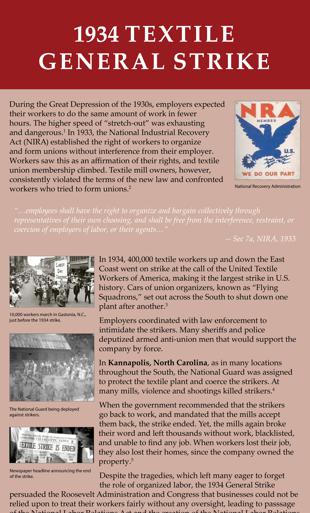 1934 TEXTILE
GENERAL STRIKE
During the Great Depression of the 1930s, employers expected
their workers to do the same amount of work in fewer
hours. The higher speed of “stretch-out” was exhausting
and dangerous.¹ In 1933, the National Industrial Recovery
Act (NIRA) established the right of workers to organize
and form unions without interference from their employer.
Workers saw this as an affirmation of their rights, and textile
union membership climbed. Textile mill owners, however,
consistently violated the terms of the new law and confronted
workers who tried to form unions.²
NRA
MEMBER
U.S.
WE DO OUR PART
National Recovery Administration
“…employees shall have the right to organize and bargain collectively through
representatives of their own choosing, and shall be free from the interference, restraint, or
coercion of employers of labor, or their agents…”
— Sec 7a, NIRA, 1933
10,000 workers march in Gastonia, N.C.,
just before the 1934 strike.
The National Guard being deployed
against strikers.
TEXTILE STRIKE IS ENDED
Newspaper headline announcing the end
of the strike.
In 1934, 400,000 textile workers up and down the East
Coast went on strike at the call of the United Textile
Workers of America, making it the largest strike in U.S.
history. Cars of union organizers, known as “Flying
Squadrons,” set out across the South to shut down one
plant after another.³
Employers coordinated with law enforcement to
intimidate the strikers. Many sheriffs and police
deputized armed anti-union men that would support the
company by force.
In Kannapolis, North Carolina, as in many locations
throughout the South, the National Guard was assigned
to protect the textile plant and coerce the strikers. At
many mills, violence and shootings killed strikers.⁴
When the government recommended that the strikers
go back to work, and mandated that the mills accept
them back, the strike ended. Yet, the mills again broke
their word and left thousands without work, blacklisted,
and unable to find any job. When workers lost their job,
they also lost their homes, since the company owned the
property.⁵
Despite the tragedies, which left many eager to forget
the role of organized labor, the 1934 General Strike
persuaded the Roosevelt Administration and Congress that businesses could not be
relied upon to treat their workers fairly without any oversight, leading to passage